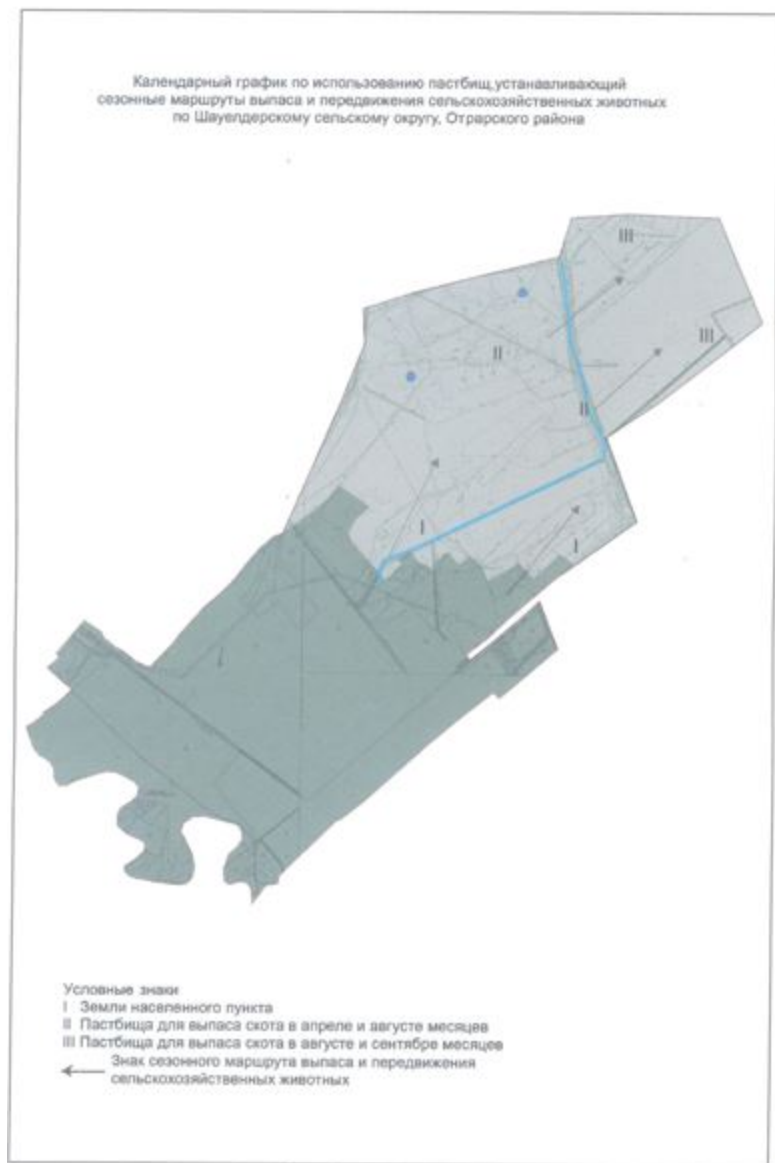 Календарный график по использованию пастбищ,устанавливающий
сезонные маршруты выпаса и передвижения сельскохозяйственных животных
по Шауелдерскому сельскому округу, Отрарского района
III
III
II
II
I
I
Условные знаки
I Земли населенного пункта
II Пастбища для выпаса скота в апреле и августе месяцев
III Пастбища для выпаса скота в августе и сентябре месяцев
Знак сезонного маршрута выпаса и передвижения
сельскохозяйственных животных